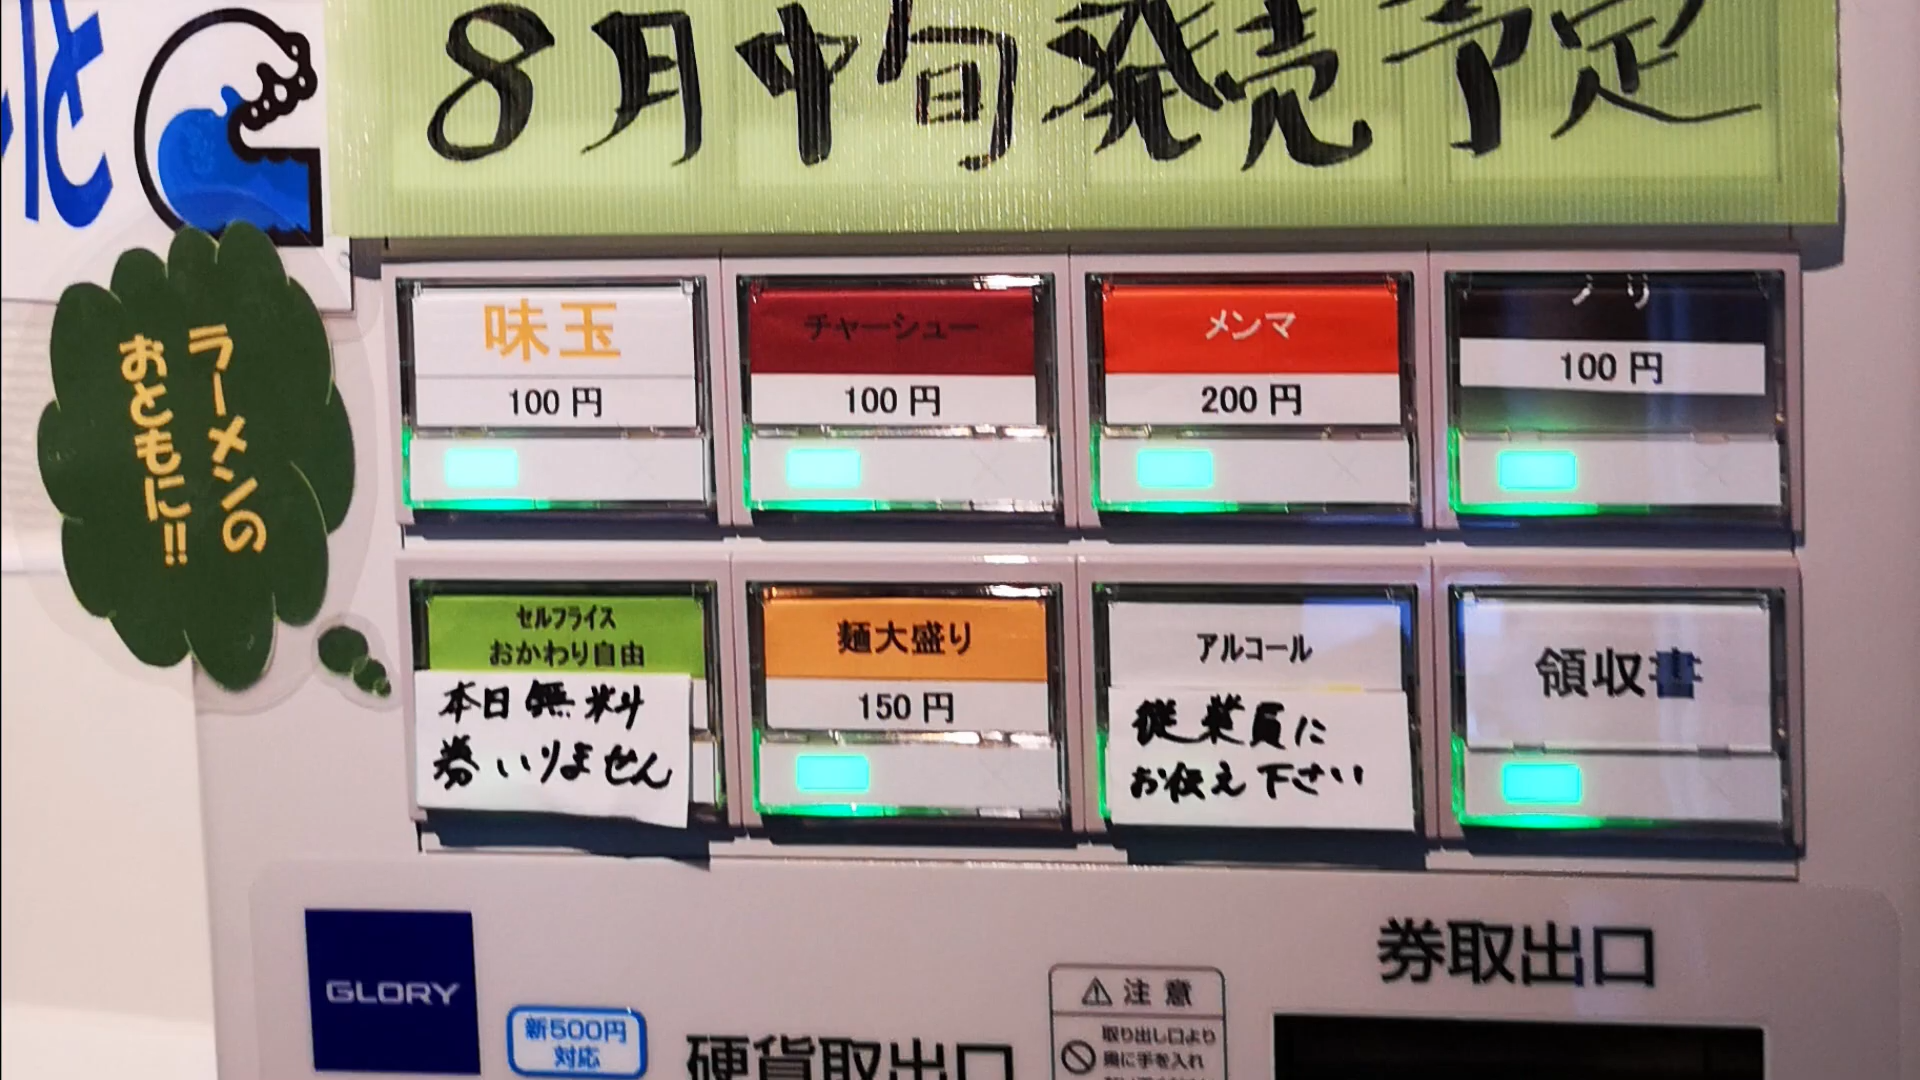 と
8月中旬発売予定
ラーメンの
おともに!!
味玉
100円
チャーシュー
100円
メンマ
200円
ノリ
100円
セルフライス
おかわり自由
本日無料
券いりません
麺大盛り
150円
アルコール
従業員に
お伝え下さい
領収書
GLORY
新500円
対応
硬貨取出口
注意
取り出し口より
奥に手を入れ
券取出口